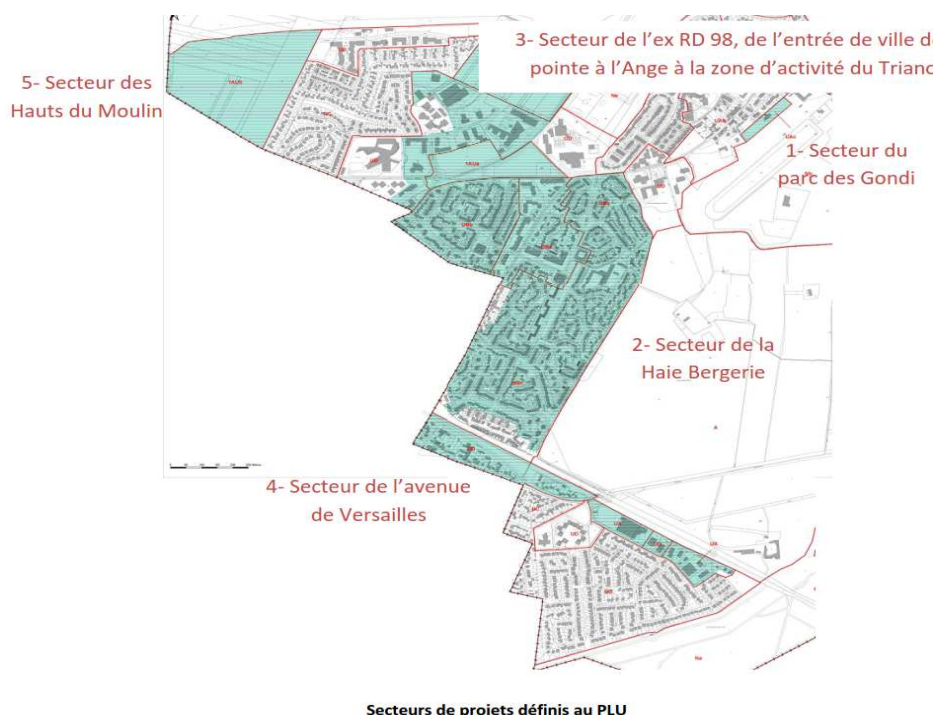 3- Secteur de l'ex RD 98, de l'entrée de ville de
pointe à l'Ange à la zone d'activité du Triano
5- Secteur des
Hauts du Moulin
1- Secteur du
parc des Gondi
2- Secteur de la
Haie Bergerie
4- Secteur de l'avenue
de Versailles
Secteurs de projets définis au PLU